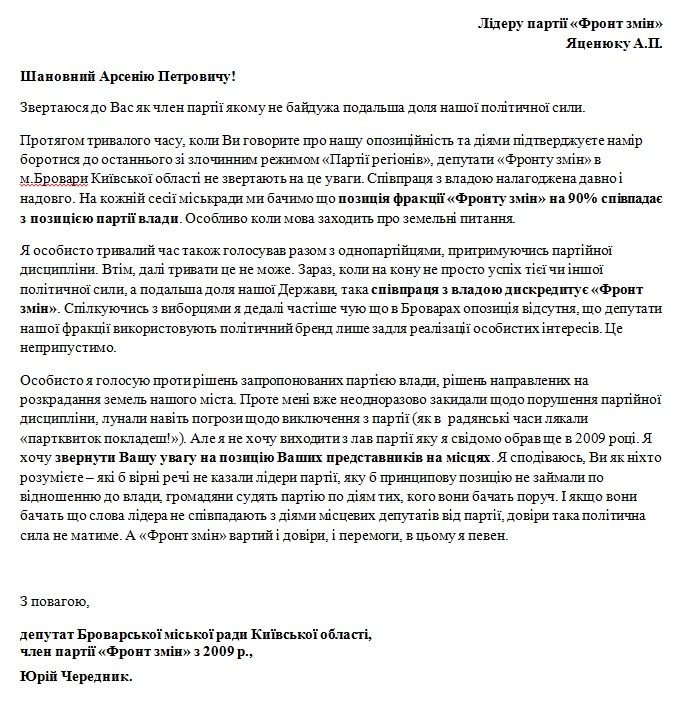 Лідеру партії «Фронт змін»
Яценюку А.П.
Шановний Арсенію Петровичу!
Звертаюся до Вас як член партії якому не байдужа подальша доля нашої політичної сили.
Протягом тривалого часу, коли Ви говорите про нашу опозиційність та діями підтверджуєте намір
боротися до останнього зі злочинним режимом «Партії регіонів», депутати «Фронту змін» в
м.Бровари Київської області не звертають на це уваги. Співпраця з владою налагоджена давно і
надовго. На кожній сесії міськради ми бачимо що позиція фракції «Фронту змін» на 90% співпадає
з позицією партії влади. Особливо коли мова заходить про земельні питання.
Я особисто тривалий час також голосував разом з однопартійцями, притримуючись партійної
дисципліни. Втім, далі тривати це не може. Зараз, коли на кону не просто успіх тієї чи іншої
політичної сили, а подальша доля нашої Держави, така співпраця з владою дискредитує «Фронт
змін». Спілкуючись з виборцями я дедалі частіше чую що в Броварах опозиція відсутня, що депутати
нашої фракції використовують політичний бренд лише задля реалізації особистих інтересів. Це
неприпустимо.
Особисто я голосую проти рішень запропонованих партією влади, рішень направлених на
розкрадання земель нашого міста. Проте мені вже неодноразово закидали щодо порушення партійної
дисципліни, лунали навіть погрози щодо виключення з партії (як в радянські часи лякали
«партквиток покладеш!»). Але я не хочу виходити з лав партії яку я свідомо обрав ще в 2009 році. Я
хочу звернути Вашу увагу на позицію Ваших представників на місцях. Я сподіваюсь, Ви як ніхто
розумієте – які б вірні речі не казали лідери партії, яку б принципову позицію не займали по
відношенню до влади, громадяни судять партію по діям тих, кого вони бачать поруч. І якщо вони
бачать що слова лідера не співпадають з діями місцевих депутатів від партії, довіри така політична
сила не матиме. А «Фронт змін» вартий і довіри, і перемоги, в цьому я певен.
З повагою,
депутат Броварської міської ради Київської області,
член партії «Фронт змін» з 2009 р.,
Юрій Чередник.